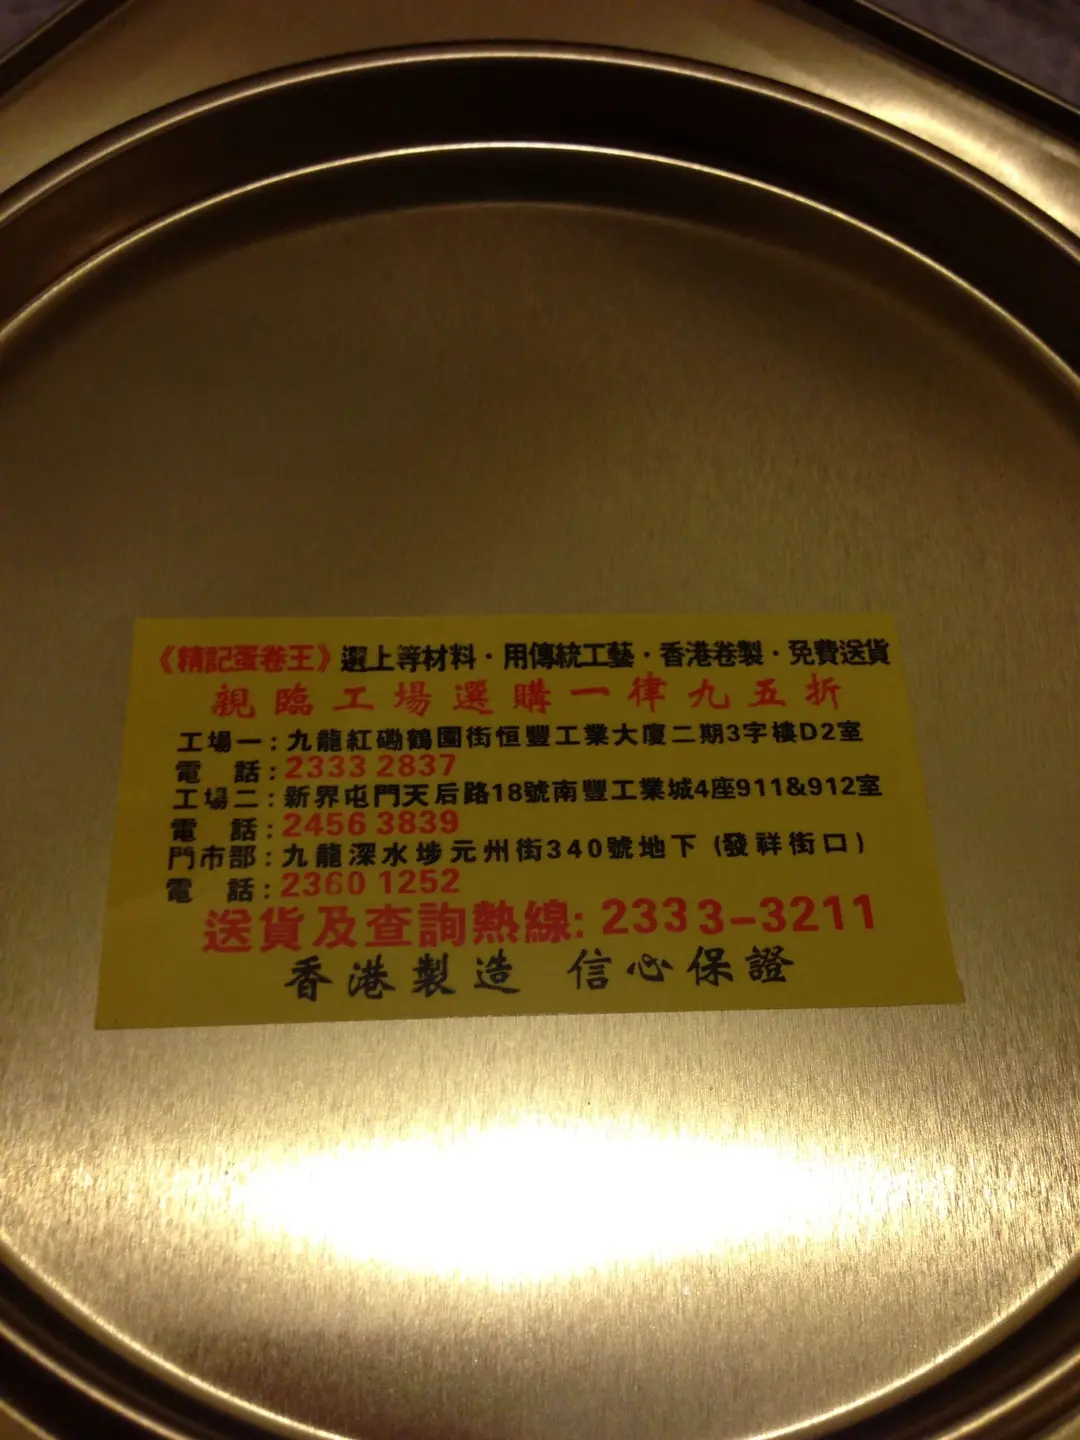 《精記蛋卷王》選上等材料·用傳統工藝·香港卷製·免費送貨
親臨工場選購一律九五折
工場一:九龍紅磡鶴園街恒豐工業大廈二期3字樓D2室
電 話:2333 2837
工場二:新界屯門天后路18號南豐工業城4座911&912室
電 話:2456 3839
門市部:九龍深水埗元州街340號地下(發祥街口)
電 話:2360 1252
送貨及查詢熱線:2333-3211
香港製造 信心保證